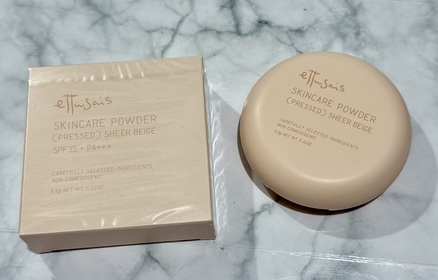 ettusais
SKINCARE POWDER
(PRESSED) SHEER BEIGE
SPF35 • PA+++
CAREFULLY SELECTED INGREDIENTS
NON-COMEDOGENIC
ettusais
SKINCARE POWDER
(PRESSED) SHEER BEIGE
CAREFULLY SELECTED INGREDIENTS
NON-COMEDOGENIC